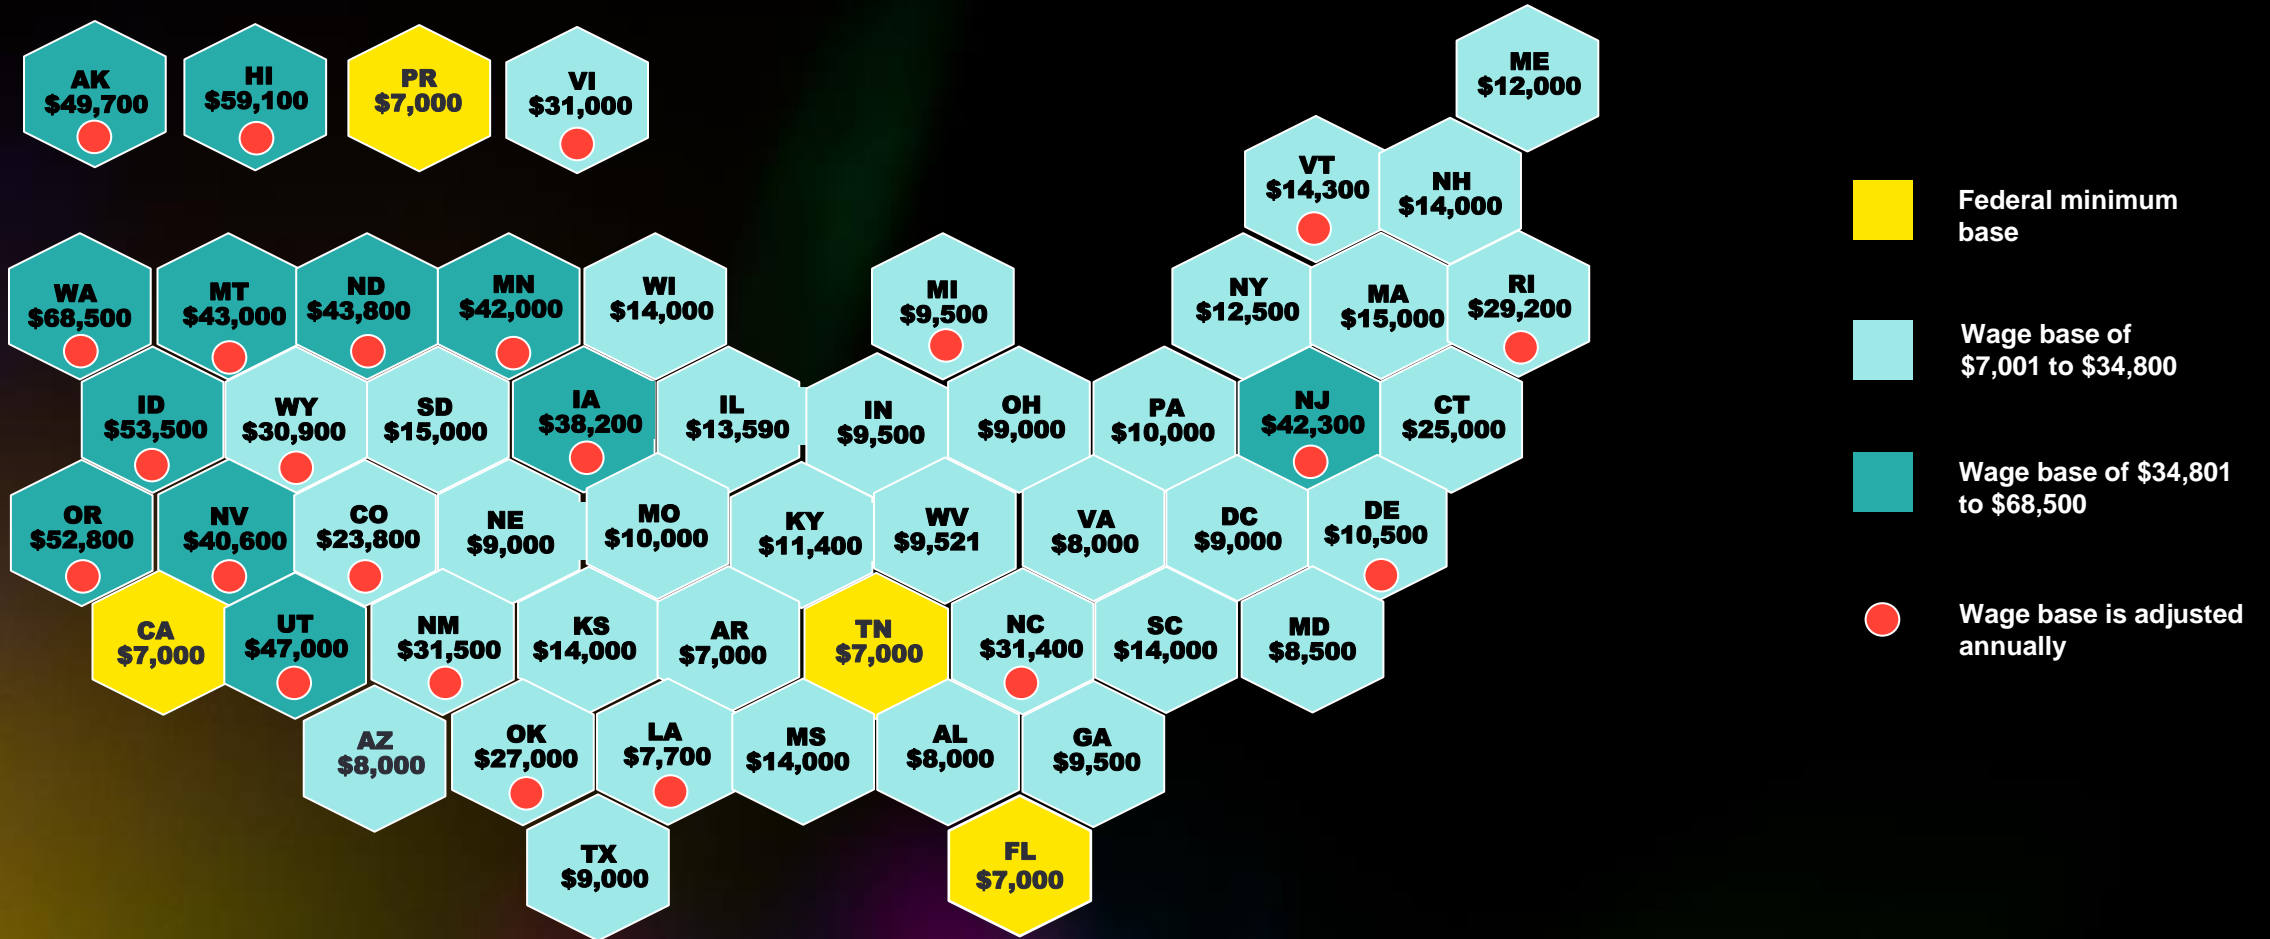 AK
$49,700
HI
$59,100
PR
$7,000
VI
$31,000
ME
$12,000
VT
$14,300
NH
$14,000
WA
$68,500
MT
$43,000
ND
$43,800
MN
$42,000
WI
$14,000
MI
$9,500
NY
$12,500
MA
$15,000
RI
$29,200
ID
$53,500
WY
$30,900
SD
$15,000
IA
$38,200
IL
$13,590
IN
$9,500
OH
$9,000
PA
$10,000
NJ
$42,300
CT
$25,000
OR
$52,800
NV
$40,600
CO
$23,800
NE
$9,000
MO
$10,000
KY
$11,400
WV
$9,521
VA
$8,000
DC
$9,000
DE
$10,500
CA
$7,000
UT
$47,000
NM
$31,500
KS
$14,000
AR
$7,000
TN
$7,000
NC
$31,400
SC
$14,000
MD
$8,500
AZ
$8,000
OK
$27,000
LA
$7,700
MS
$14,000
AL
$8,000
GA
$9,500
TX
$9,000
FL
$7,000
Federal minimum
base
Wage base of
$7,001 to $34,800
Wage base of $34,801
to $68,500
Wage base is adjusted
annually